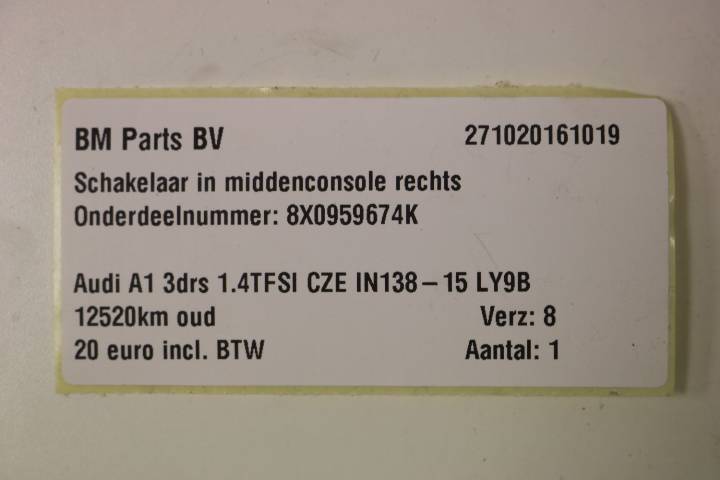 BM Parts BV 271020161019
Schakelaar in middenconsole rechts
Onderdeelnummer: 8X0959674K
Audi A1 3drs 1.4TFSI CZE IN138-15 LY9B
12520km oud Verz: 8
20 euro incl. BTW Aantal: 1